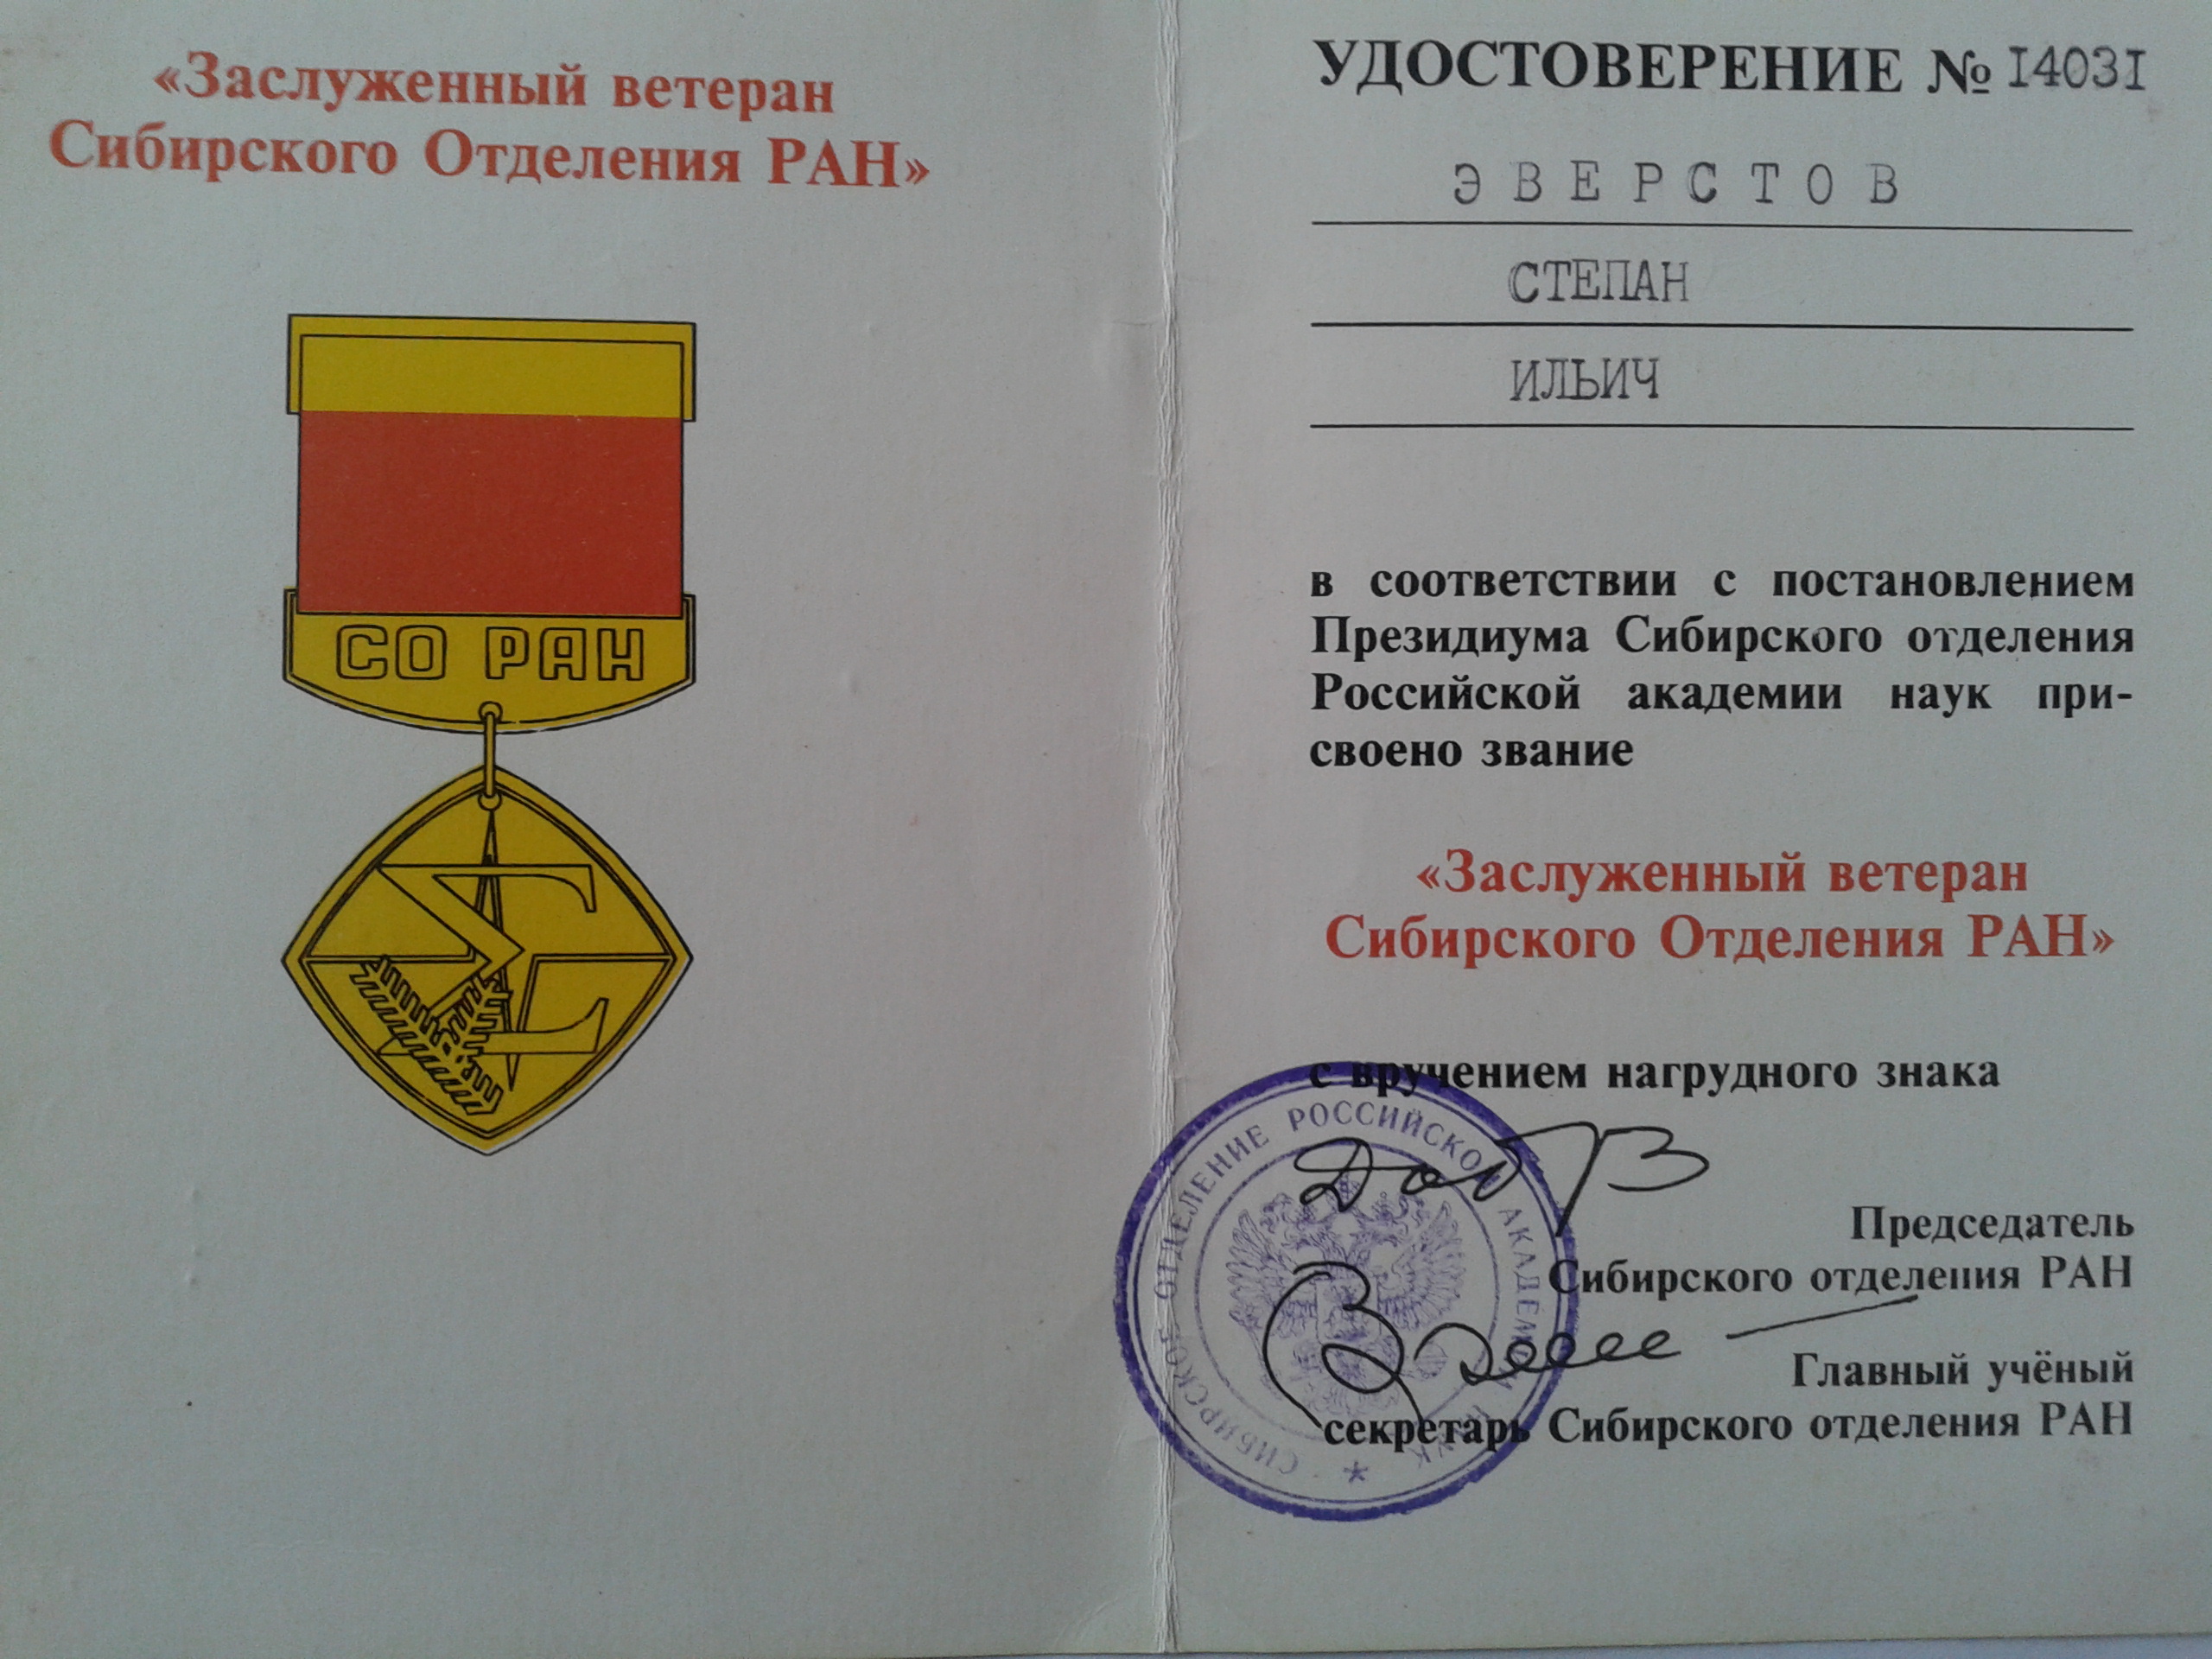 «Заслуженный ветеран
Сибирского Отделения РАН»
СО РАН
УДОСТОВЕРЕНИЕ № I403I
ЭВЕРСТОВ
СТЕПАН
ИЛЬИЧ
в соответствии с постановлением
Президиума Сибирского отделения
Российской академии наук при-
своено звание
«Заслуженный ветеран
Сибирского Отделения РАН»
с вручением нагрудного знака
Председатель
Сибирского отделения РАН
Главный учёный
секретарь Сибирского отделения РАН
СИБИРСКОЕ ОТДЕЛЕНИЕ РОССИЙСКОЙ АКАДЕМИИ НАУК